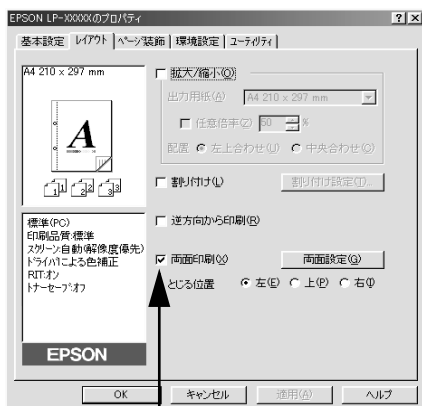 EPSON LP-XXXXXのプロパティ
基本設定 レイアウト ページ装飾 環境設定 ユーティリティ
A4 210 x 297 mm
拡大/縮小(O)
出力用紙(A) A4 210 x 297 mm
任意倍率(Z) 50 %
配置 左上合わせ(U) 中央合わせ(C)
A
1 1 2 2 3 3
割り付け(L) 割り付け設定(T)...
逆方向から印刷(R)
標準(PC)
印刷品質:標準
スクリーン:自動(解像度優先)
ドライバによる色補正
RIT:オン
トナーセーブ:オフ
両面印刷(X) 両面設定(G)...
とじる位置 左(E) 上(P) 右(I)
EPSON
OK キャンセル 適用(A) ヘルプ